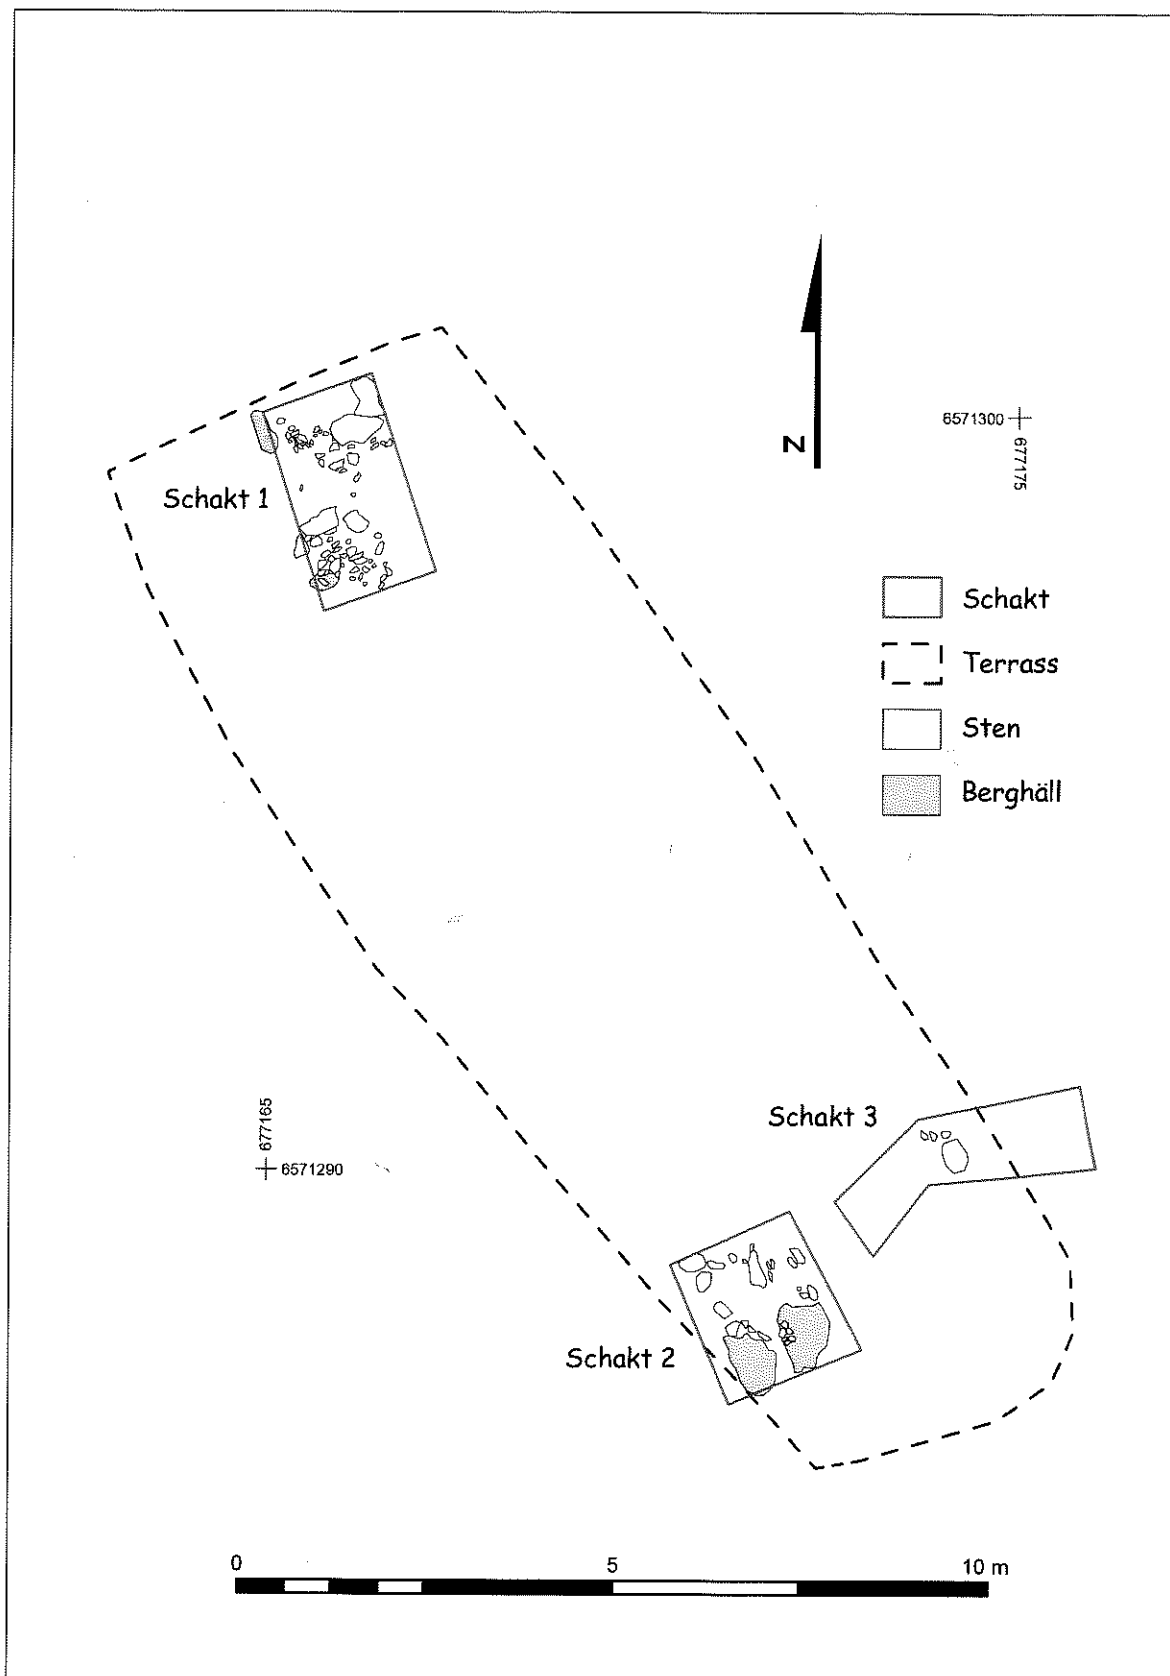 N
6571300
677175
Schakt 1
Schakt
Terrass
Sten
Berghäll
677165
6571290
Schakt 3
Schakt 2
0 5 10 m